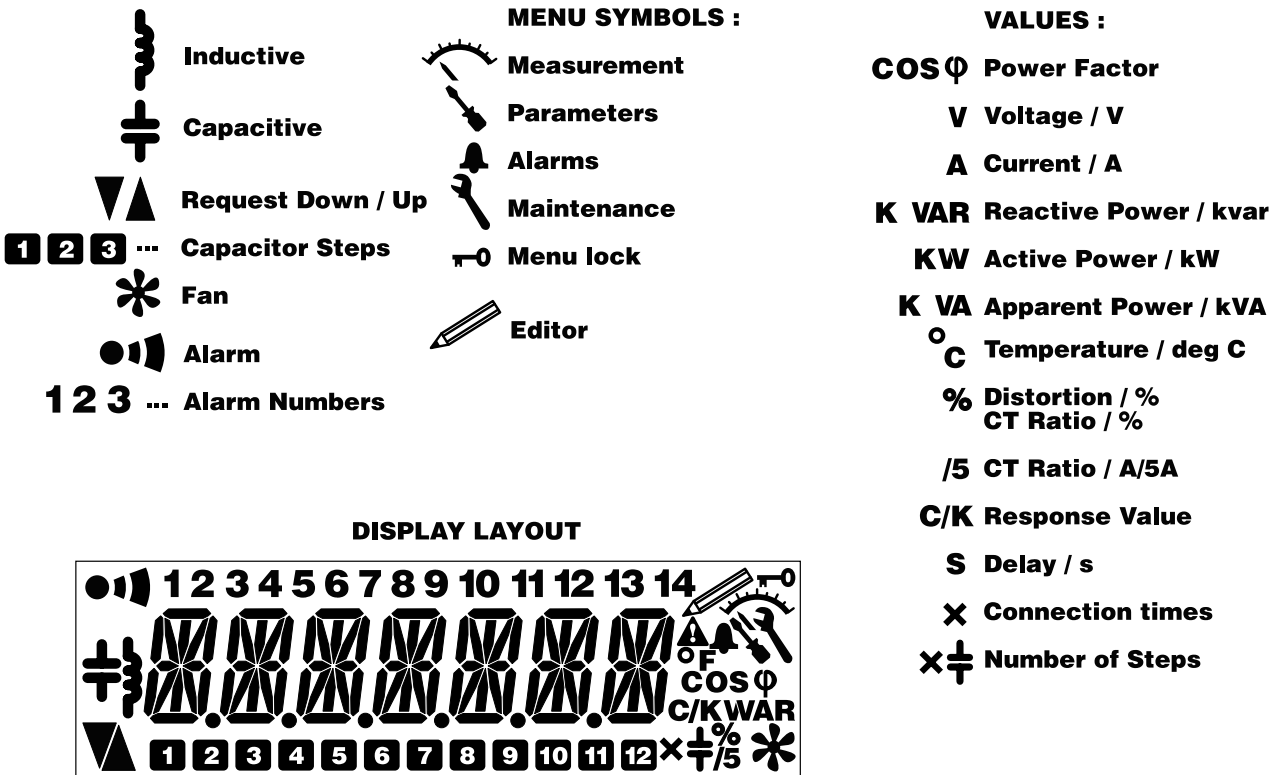 Inductive
Capacitive
Request Down / Up
1 2 3 ... Capacitor Steps
Fan
Alarm
1 2 3 ... Alarm Numbers
MENU SYMBOLS :
Measurement
Parameters
Alarms
Maintenance
Menu lock
Editor
VALUES :
COS φ Power Factor
V Voltage / V
A Current / A
K VAR Reactive Power / kvar
KW Active Power / kW
K VA Apparent Power / kVA
°C Temperature / deg C
% Distortion / %
CT Ratio / %
/5 CT Ratio / A/5A
C/K Response Value
S Delay / s
× Connection times
× Number of Steps
DISPLAY LAYOUT
1 2 3 4 5 6 7 8 9 10 11 12 13 14
°F
COS φ
C/KWAR
1 2 3 4 5 6 7 8 9 10 11 12 × %
/5